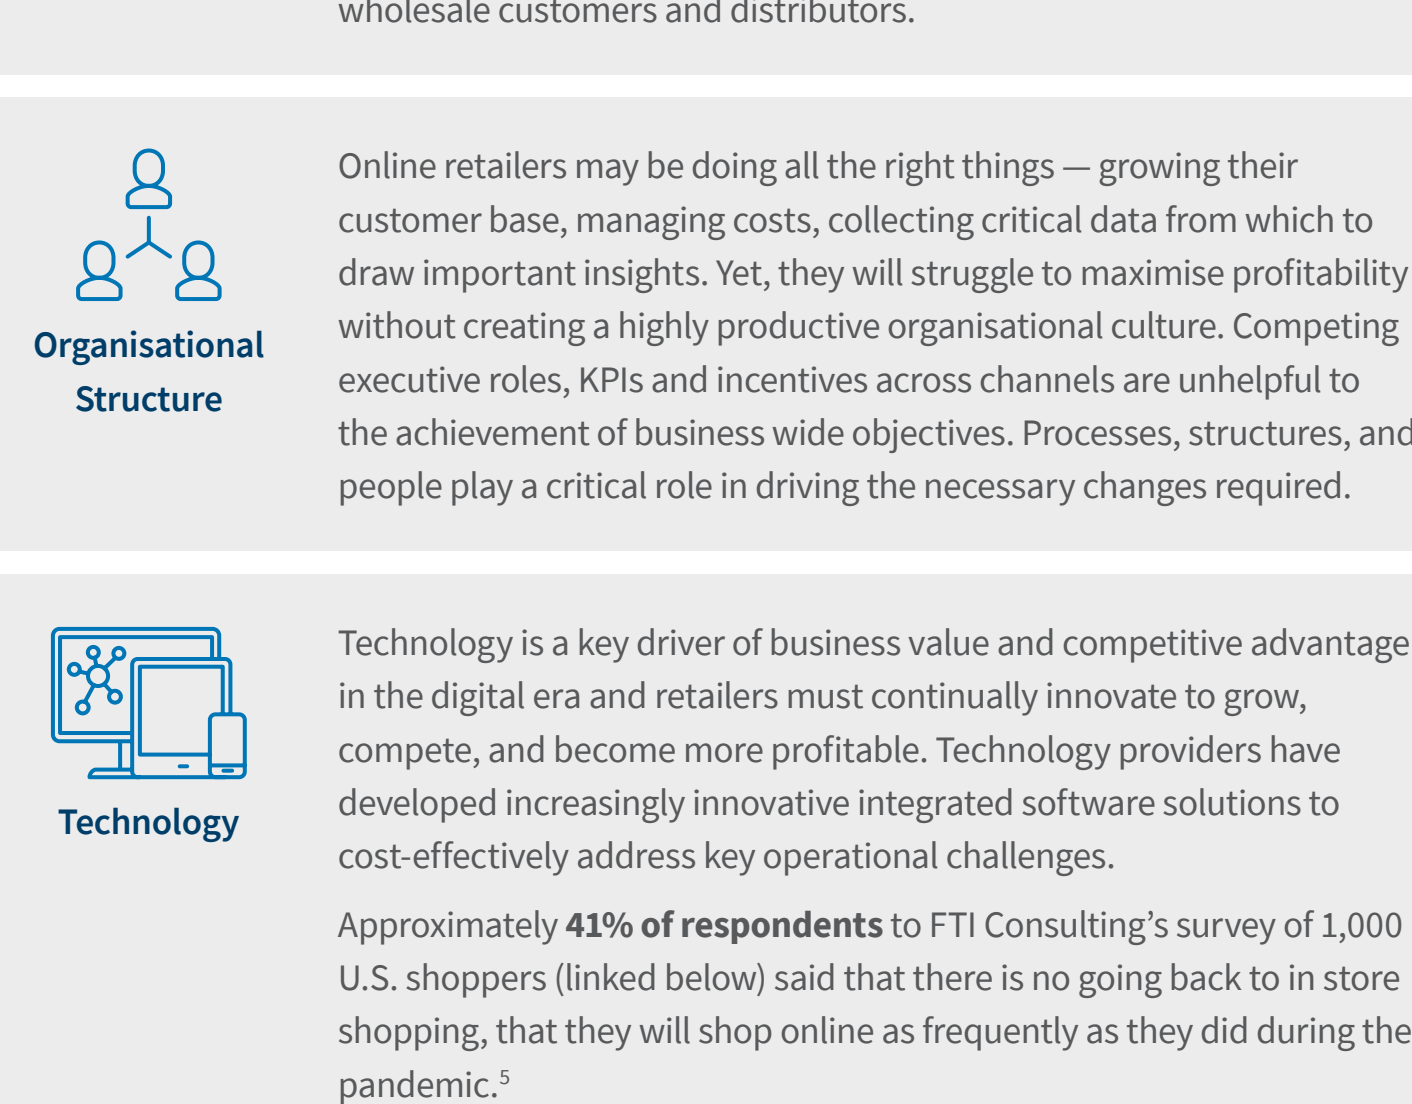 wholesale customers and distributors.
Organisational
Structure
Online retailers may be doing all the right things — growing their
customer base, managing costs, collecting critical data from which to
draw important insights. Yet, they will struggle to maximise profitability
without creating a highly productive organisational culture. Competing
executive roles, KPIs and incentives across channels are unhelpful to
the achievement of business wide objectives. Processes, structures, and
people play a critical role in driving the necessary changes required.
Technology
Technology is a key driver of business value and competitive advantage
in the digital era and retailers must continually innovate to grow,
compete, and become more profitable. Technology providers have
developed increasingly innovative integrated software solutions to
cost-effectively address key operational challenges.
Approximately 41% of respondents to FTI Consulting’s survey of 1,000
U.S. shoppers (linked below) said that there is no going back to in store
shopping, that they will shop online as frequently as they did during the
pandemic.⁵